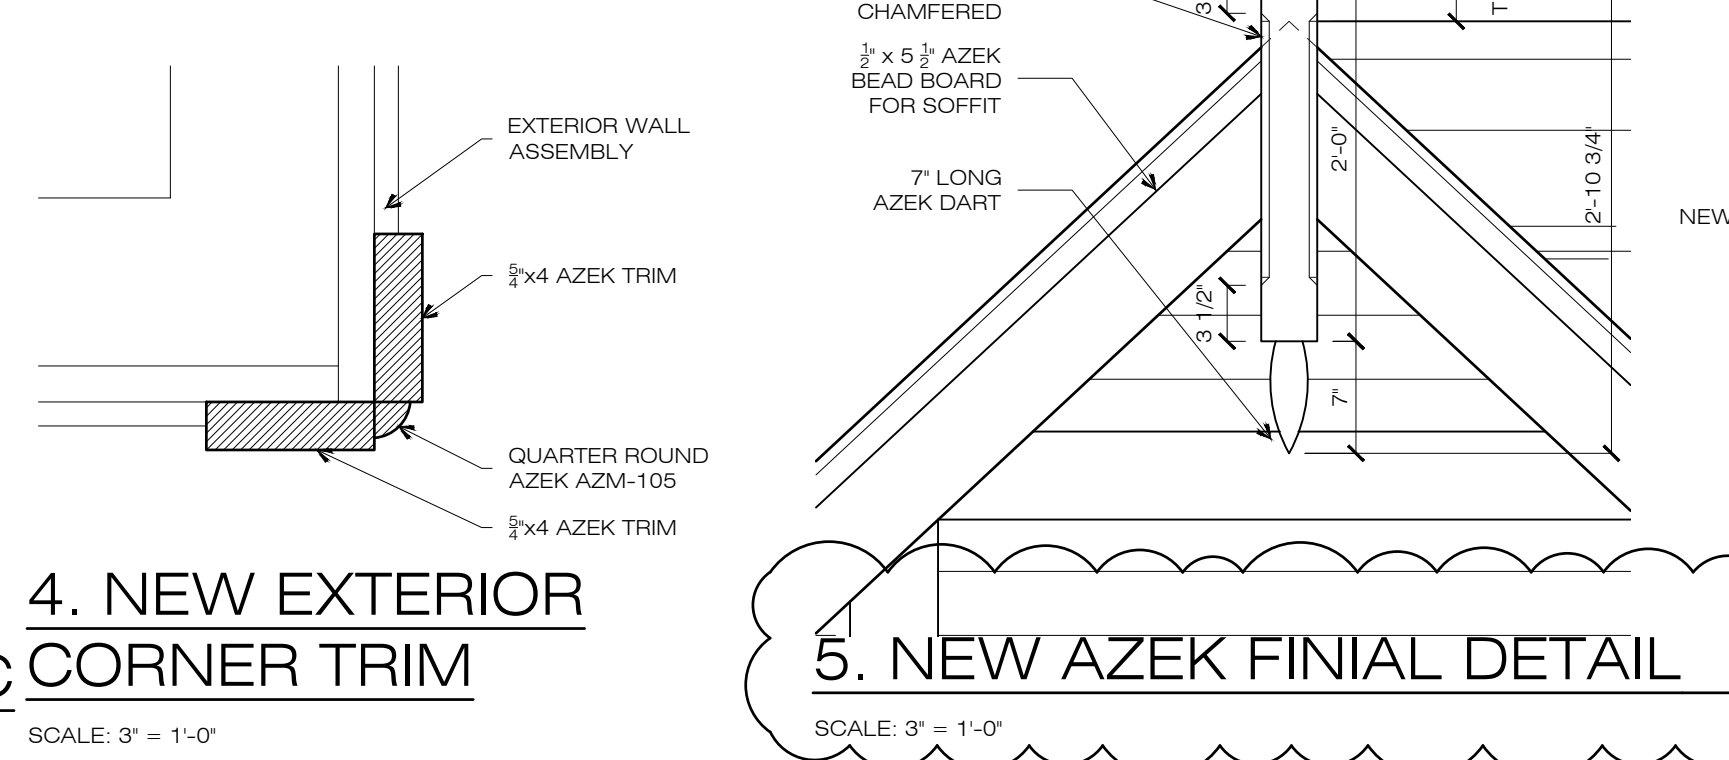 EXTERIOR WALL
ASSEMBLY
5/4"x4 AZEK TRIM
QUARTER ROUND
AZEK AZM-105
5/4"x4 AZEK TRIM
4. NEW EXTERIOR
CORNER TRIM
SCALE: 3" = 1'-0"
C
CHAMFERED
1/2" x 5 1/2" AZEK
BEAD BOARD
FOR SOFFIT
7" LONG
AZEK DART
3
T
2'-0"
2'-10 3/4"
3 1/2"
7"
NEW
5. NEW AZEK FINIAL DETAIL
SCALE: 3" = 1'-0"